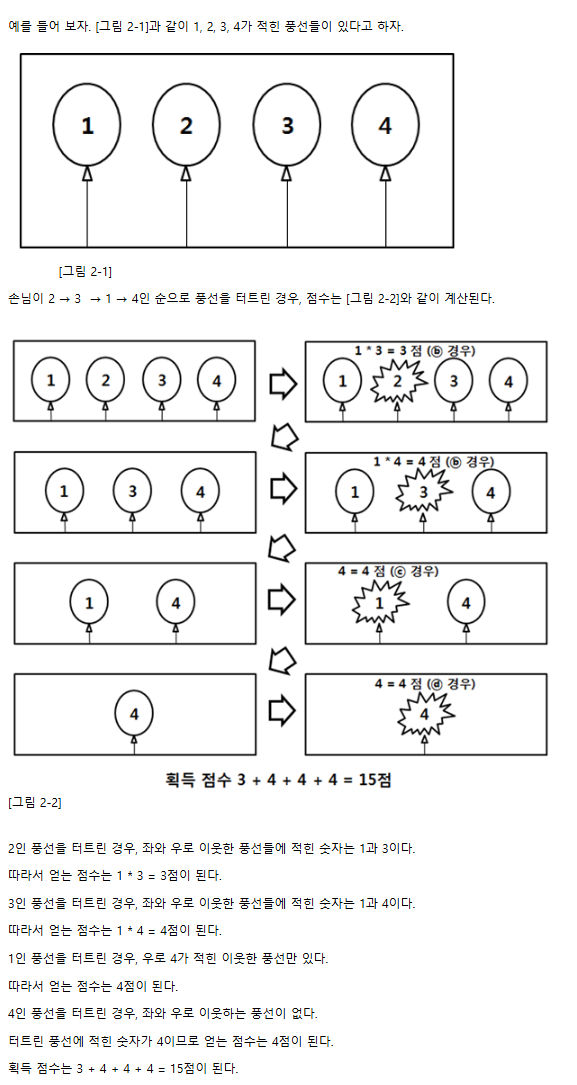 예를 들어 보자. [그림 2-1]과 같이 1, 2, 3, 4가 적힌 풍선들이 있다고 하자.
1 2 3 4
[그림 2-1]
손님이 2 → 3 → 1 → 4인 순으로 풍선을 터트린 경우, 점수는 [그림 2-2]와 같이 계산된다.
1 * 3 = 3 점 (ⓑ 경우)
1 2 3 4 1 2 3 4
1 * 4 = 4 점 (ⓑ 경우)
1 3 4 1 3 4
4 = 4 점 (ⓒ 경우)
1 4 1 4
4 = 4 점 (ⓓ 경우)
4 4
획득 점수 3 + 4 + 4 + 4 = 15점
[그림 2-2]
2인 풍선을 터트린 경우, 좌와 우로 이웃한 풍선들에 적힌 숫자는 1과 3이다.
따라서 얻는 점수는 1 * 3 = 3점이 된다.
3인 풍선을 터트린 경우, 좌와 우로 이웃한 풍선들에 적힌 숫자는 1과 4이다.
따라서 얻는 점수는 1 * 4 = 4점이 된다.
1인 풍선을 터트린 경우, 우로 4가 적힌 이웃한 풍선만 있다.
따라서 얻는 점수는 4점이 된다.
4인 풍선을 터트린 경우, 좌와 우로 이웃하는 풍선이 없다.
터트린 풍선에 적힌 숫자가 4이므로 얻는 점수는 4점이 된다.
획득 점수는 3 + 4 + 4 + 4 = 15점이 된다.